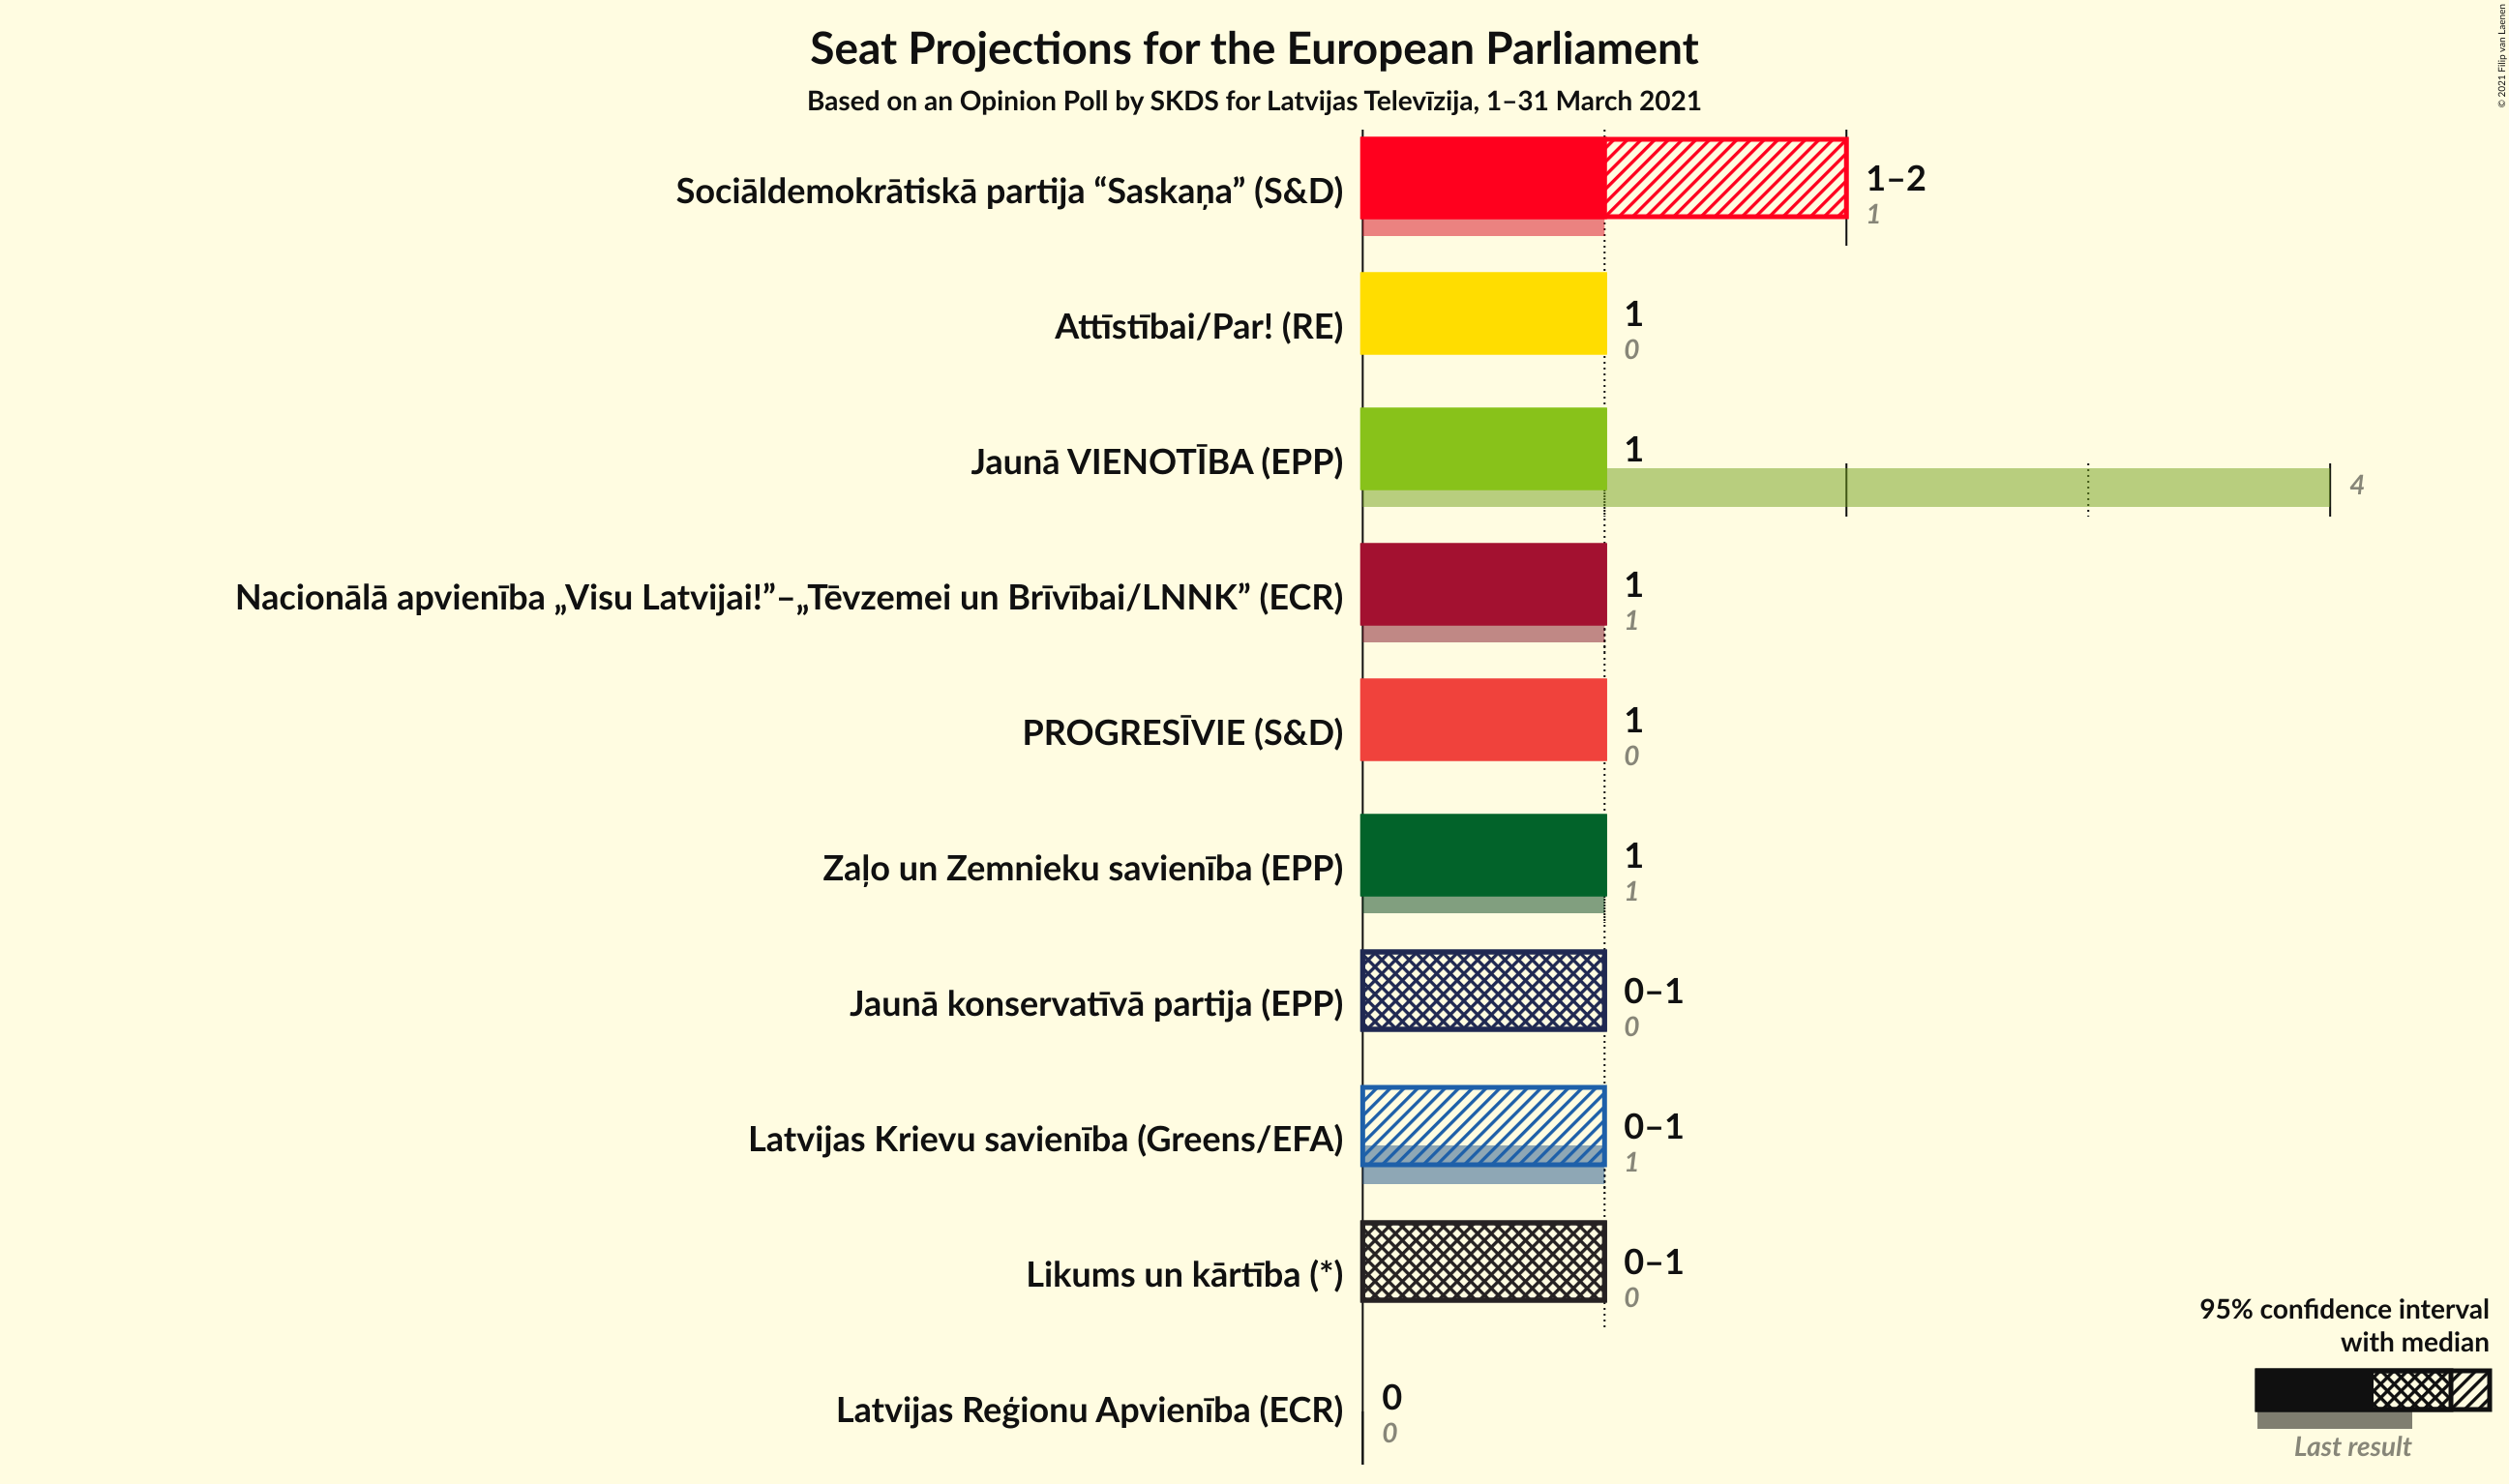 Seat Projections for the European Parliament
Based on an Opinion Poll by SKDS for Latvijas Televīzija, 1–31 March 2021
© 2021 Filip van Laenen
Sociāldemokrātiskā partija “Saskaņa” (S&D)
1–2
1
Attīstībai/Par! (RE)
1
0
Jaunā VIENOTĪBA (EPP)
1
4
Nacionālā apvienība „Visu Latvijai!”–„Tēvzemei un Brīvībai/LNNK” (ECR)
1
1
PROGRESĪVIE (S&D)
1
0
Zaļo un Zemnieku savienība (EPP)
1
1
Jaunā konservatīvā partija (EPP)
0–1
0
Latvijas Krievu savienība (Greens/EFA)
0–1
1
Likums un kārtība (*)
0–1
0
Latvijas Reģionu Apvienība (ECR)
0
0
95% confidence interval
with median
Last result